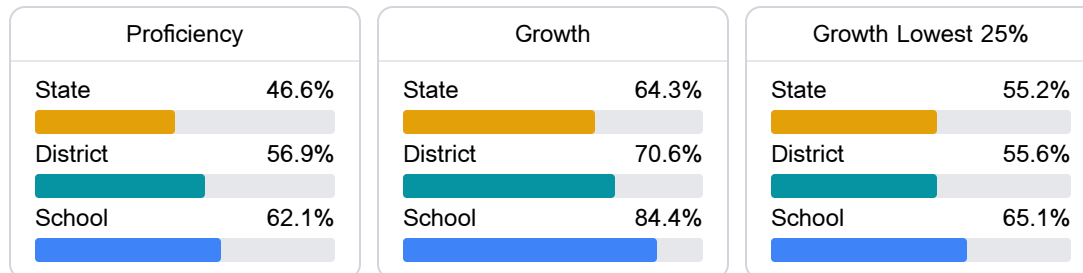 Proficiency
State 46.6%
District 56.9%
School 62.1%
Growth
State 64.3%
District 70.6%
School 84.4%
Growth Lowest 25%
State 55.2%
District 55.6%
School 65.1%